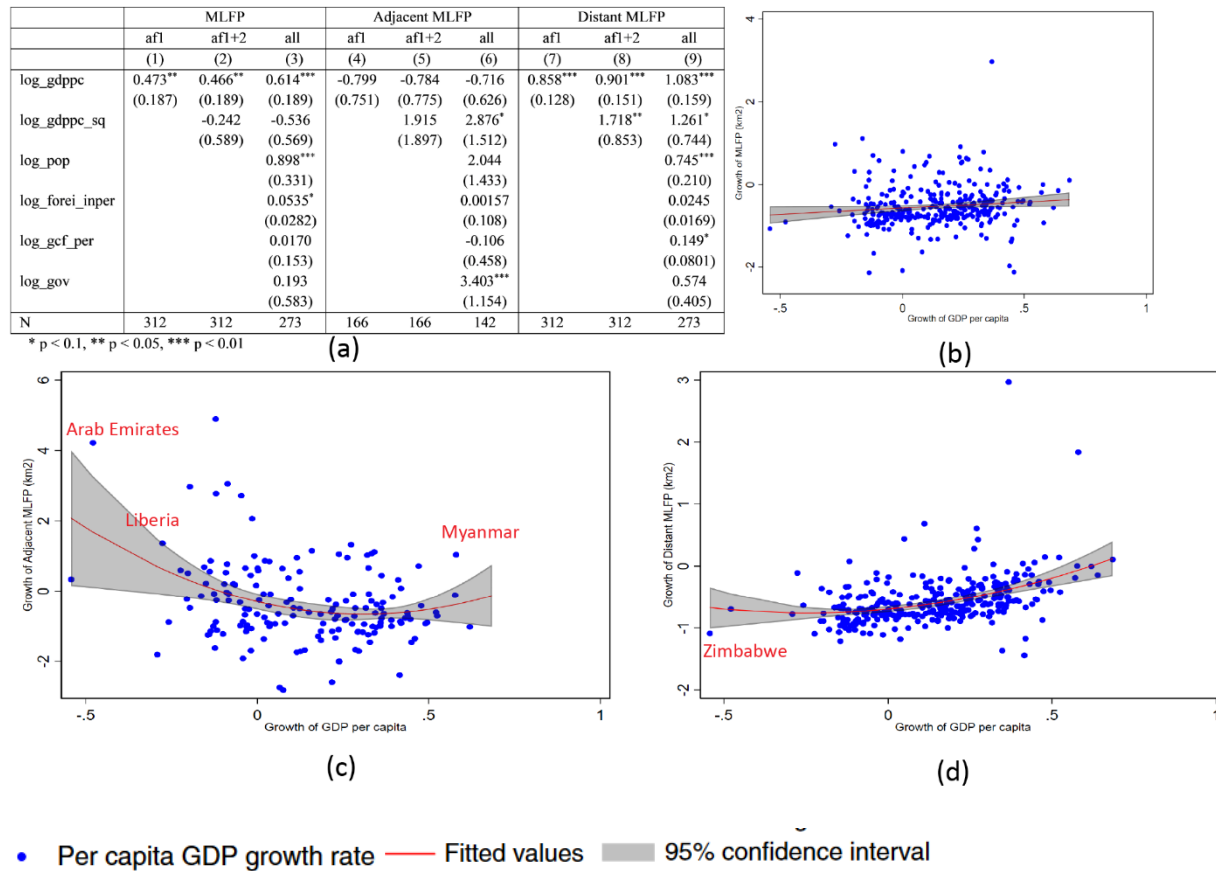 MLFP Adjacent MLFP Distant MLFP
af1 af1+2 all af1 af1+2 all af1 af1+2 all
(1) (2) (3) (4) (5) (6) (7) (8) (9)
log_gdppc 0.473** 0.466** 0.614*** -0.799 -0.784 -0.716 0.858*** 0.901*** 1.083***
(0.187) (0.189) (0.189) (0.751) (0.775) (0.626) (0.128) (0.151) (0.159)
log_gdppc_sq -0.242 -0.536 1.915 2.876* 1.718** 1.261*
(0.589) (0.569) (1.897) (1.512) (0.853) (0.744)
log_pop 0.898*** 2.044 0.745***
(0.331) (1.433) (0.210)
log_forei_inper 0.0535* 0.00157 0.0245
(0.0282) (0.108) (0.0169)
log_gcf_per 0.0170 -0.106 0.149*
(0.153) (0.458) (0.0801)
log_gov 0.193 3.403*** 0.574
(0.583) (1.154) (0.405)
N 312 312 273 166 166 142 312 312 273
* p < 0.1, ** p < 0.05, *** p < 0.01
(a)
Growth of MLFP (km2)
4
2
0
-2
-.5 0 .5 1
Growth of GDP per capita
(b)
Growth of Adjacent MLFP (km2)
6
4
2
0
-2
Arab Emirates
Liberia
Myanmar
-.5 0 .5 1
Growth of GDP per capita
(c)
Growth of Distant MLFP (km2)
3
2
1
-0
-1
-2
Zimbabwe
-.5 0 .5 1
Growth of GDP per capita
(d)
Per capita GDP growth rate Fitted values 95% confidence interval